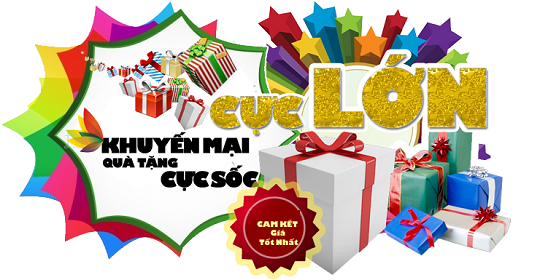 CỰC LỚN
KHUYẾN MẠI
QUÀ TẶNG
CỰC SỐC
CAM KẾT
Giá
Tốt Nhất